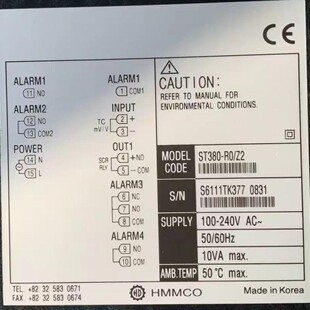 CE
ALARM1
11 NO
ALARM2
12 NO
13 COM2
POWER
14 N
15 L
ALARM1
1 COM1
INPUT
TC
mV/V
2 +
3 -
OUT1
SCR
RLY
4 + NO
5 - COM
ALARM3
6 NC
7 NO
8 COM
ALARM4
9 NO
10 COM
CAUTION:
REFER TO MANUAL FOR
ENVIRONMENTAL CONDITIONS.
MODEL CODE ST380-R0/Z2
S/N S6111TK377 0831
SUPPLY 100-240V AC~
50/60Hz
10VA max.
AMB.TEMP 50 °C max.
TEL. +82 32 583 0671
FAX +82 32 583 0674
HD HMMCO
Made in Korea